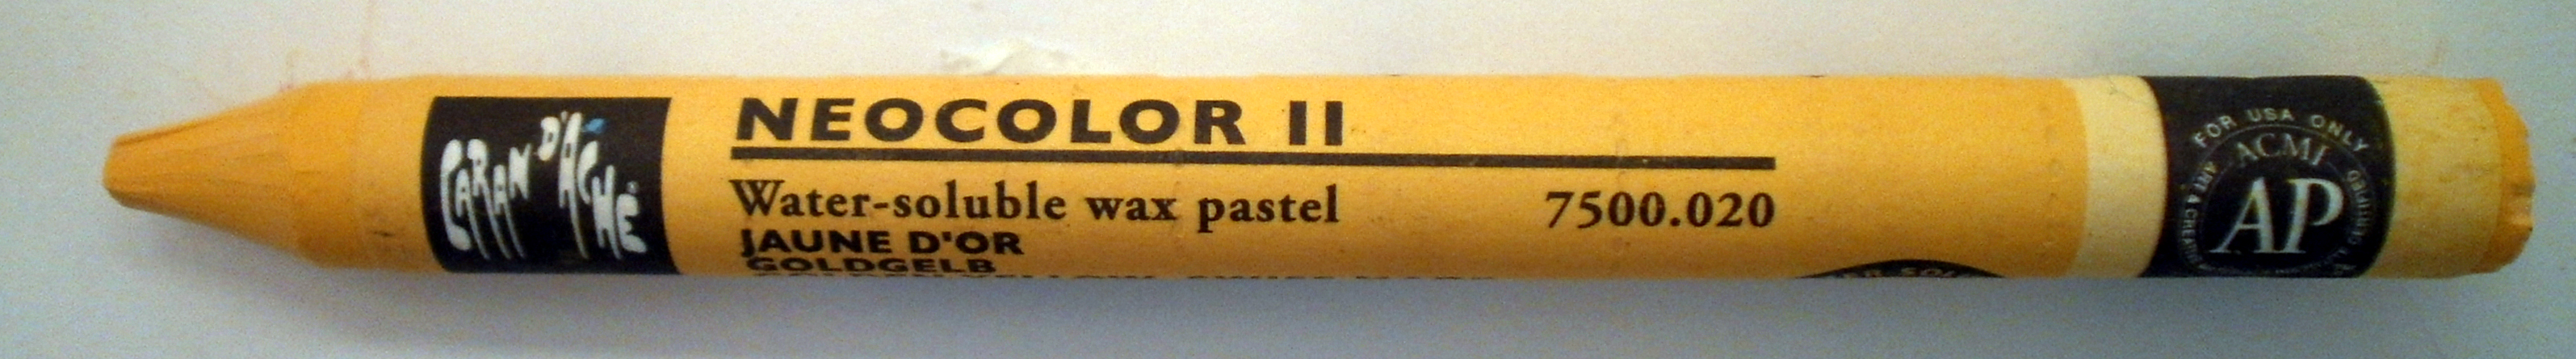 CARAN D'ACHE
NEOCOLOR II
Water-soluble wax pastel 7500.020
JAUNE D'OR
GOLDGELB
FOR USA ONLY
ACMI
AP